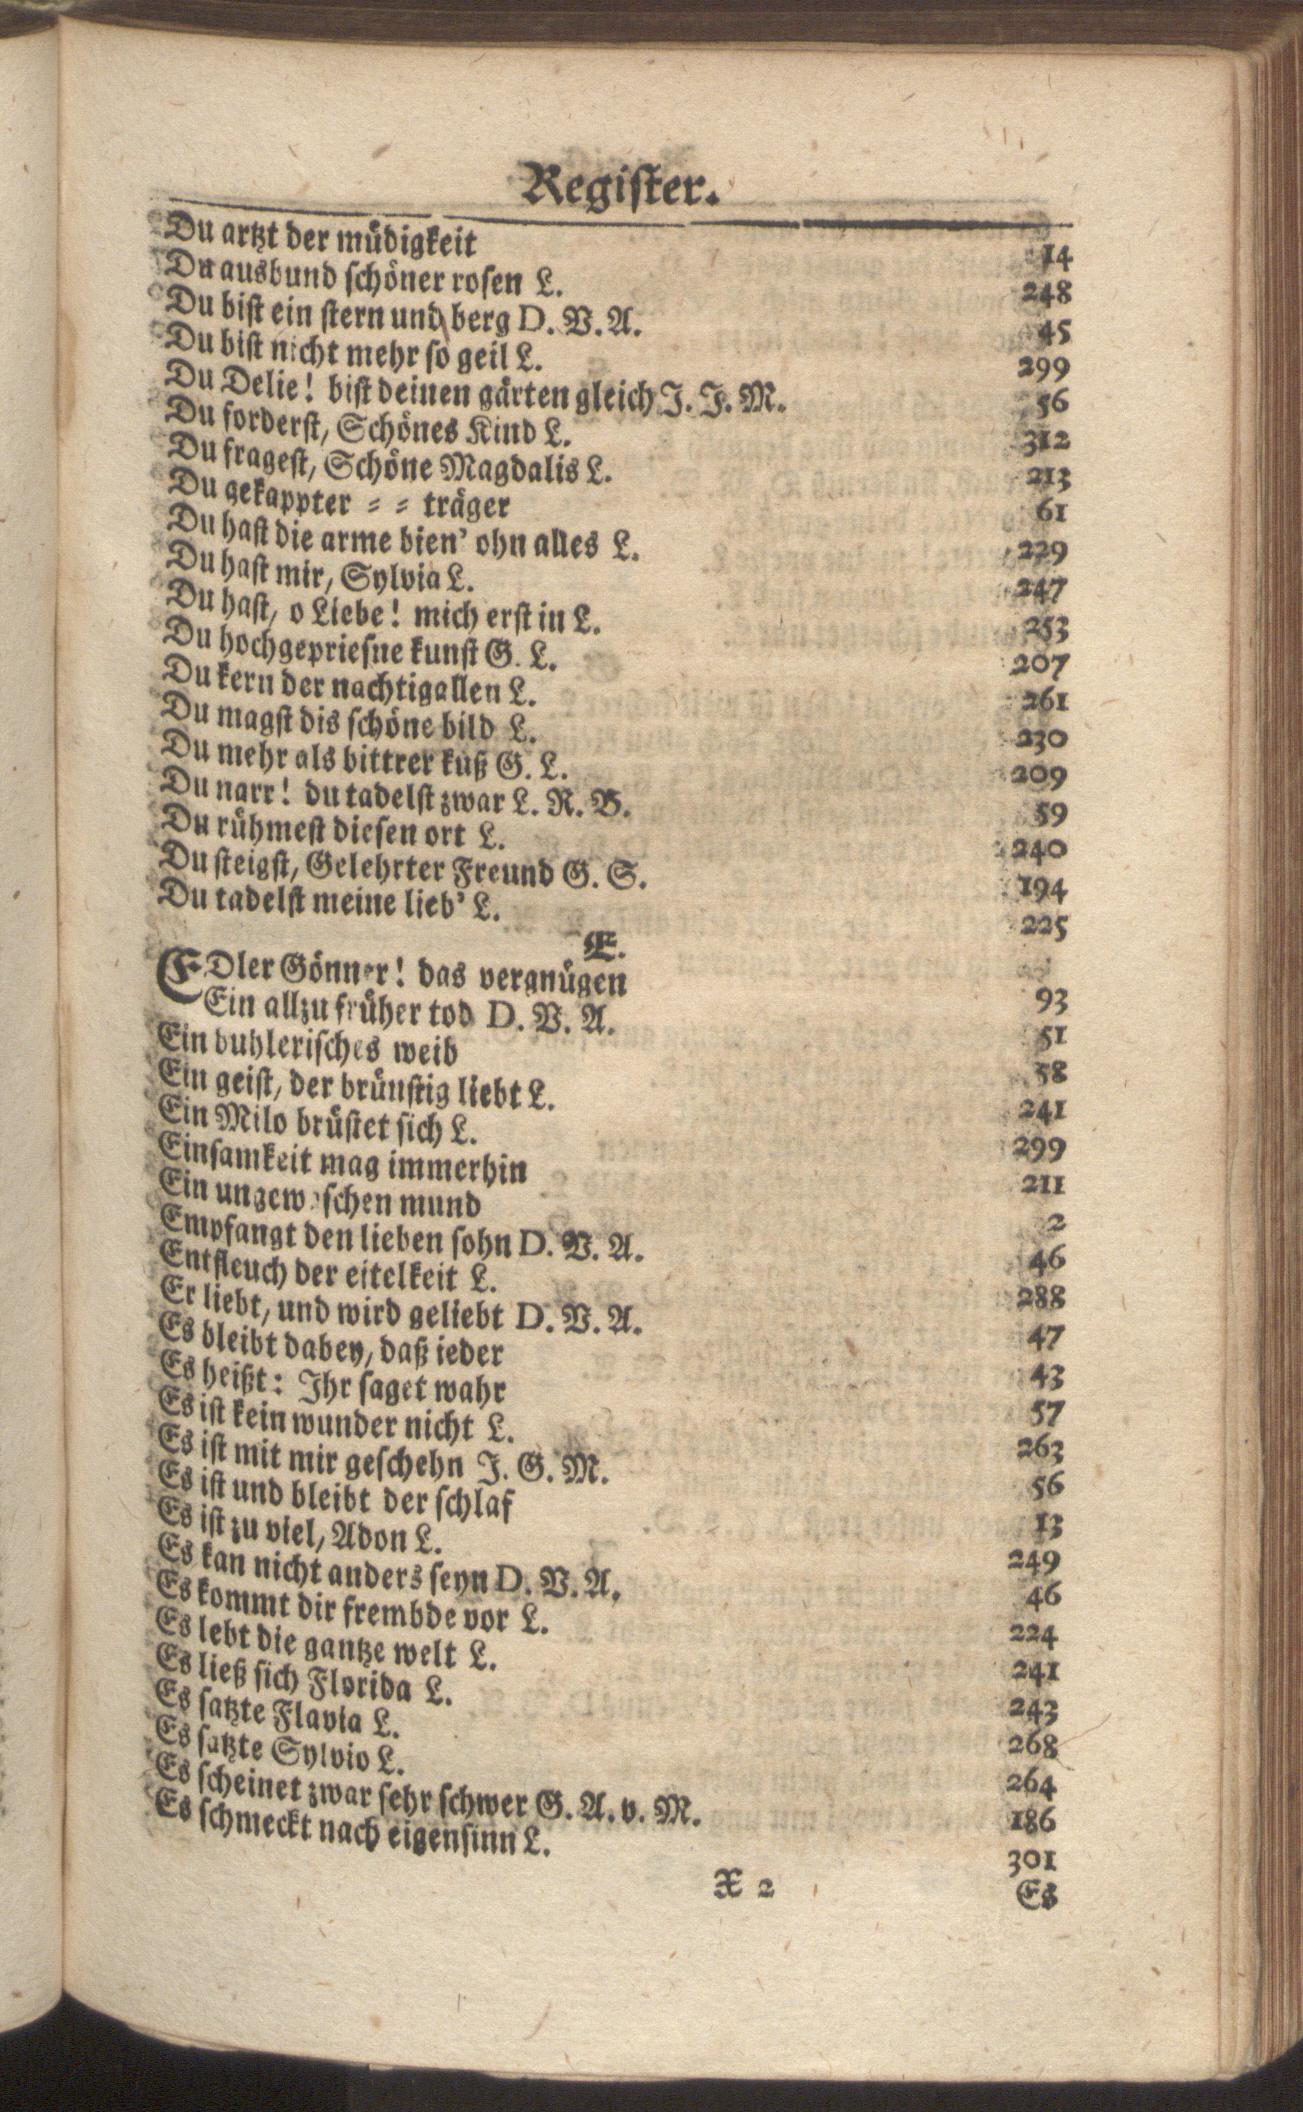 Register.
Du artzt der müdigkeit 14
Du ausbund schöner rosen L. 248
Du bist ein stern und berg D. V. A. 45
Du bist nicht mehr so geil L. 299
Du Delie! bist deinen gärten gleich J. J. M. 56
Du forderst, Schönes Kind L. 312
Du fragest, Schöne Magdalis L. 213
Du gekappter = = träger 61
Du hast die arme bien' ohn alles L. 229
Du hast mir, Sylvia L. 247
Du hast, o Liebe! mich erst in L. 253
Du hochgepriesne kunst G. L. 207
Du kern der nachtigallen L. 261
Du magst dis schöne bild L. 230
Du mehr als bittrer kuß G. L. 209
Du narr! du tadelst zwar L. R. B. 59
Du rühmest diesen ort L. 240
Du steigst, Gelehrter Freund G. S. 194
Du tadelst meine lieb' L. 225
E.
EDler Gönner! das vergnügen 93
Ein allzu früher tod D. V. A. 51
Ein buhlerisches weib 58
Ein geist, der brünstig liebt L. 241
Ein Milo brüstet sich L. 299
Einsamkeit mag immerhin 211
Ein ungewaschen mund 2
Empfangt den lieben sohn D. V. A. 46
Entfleuch der eitelkeit L. 288
Er liebt, und wird geliebt D. V. A. 47
Es bleibt dabey, daß ieder 43
Es heißt: Ihr saget wahr 57
Es ist kein wunder nicht L. 263
Es ist mit mir geschehn J. G. M. 56
Es ist und bleibt der schlaf 13
Es ist zu viel, Adon L. 249
Es kan nicht anders seyn D. V. A. 46
Es kommt dir frembde vor L. 224
Es lebt die gantze welt L. 241
Es ließ sich Florida L. 243
Es satzte Flavia L. 268
Es satzte Sylvio L. 264
Es scheinet zwar sehr schwer G. A. v. M. 186
Es schmeckt nach eigensinn L. 301
X 2 Es